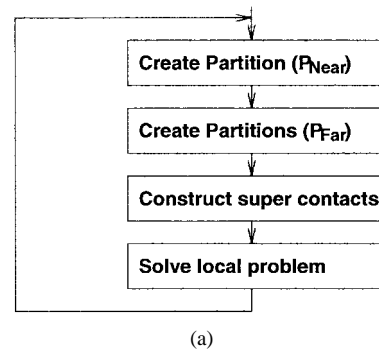 Create Partition (PNear)
Create Partitions (PFar)
Construct super contacts
Solve local problem
(a)